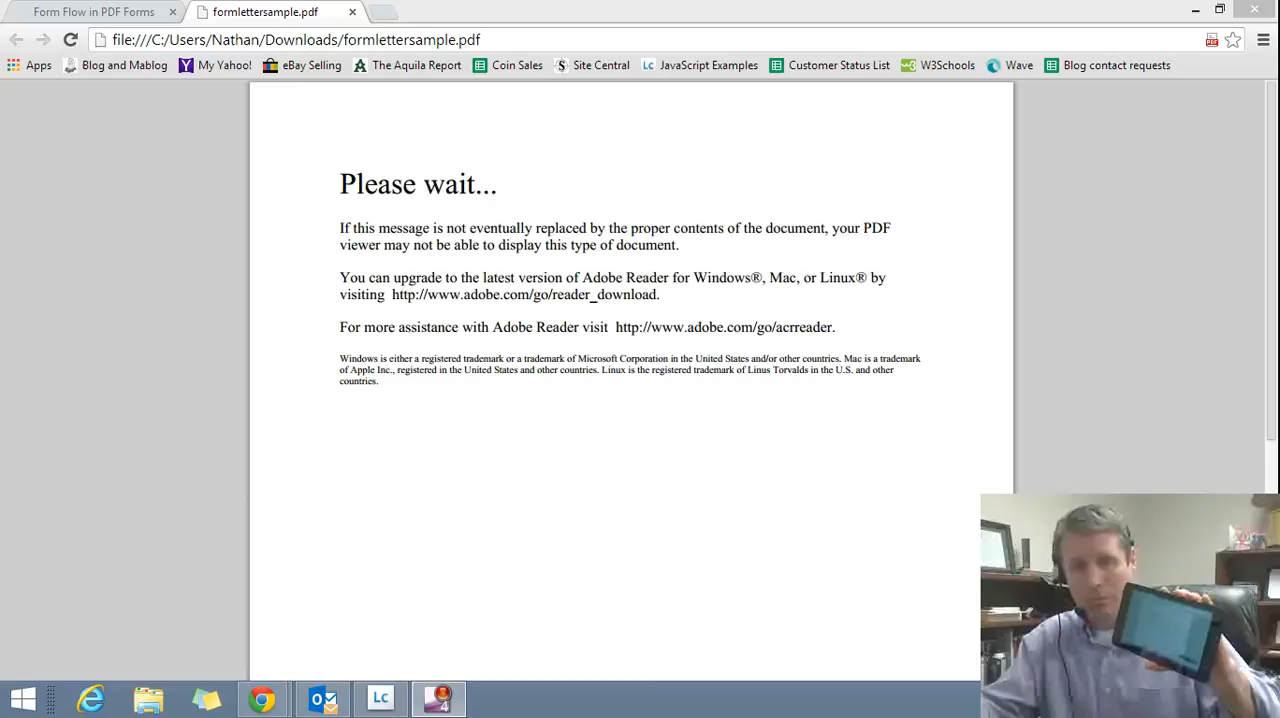 Form Flow in PDF Forms
formlettersample.pdf
file:///C:/Users/Nathan/Downloads/formlettersample.pdf
Apps Blog and Mablog My Yahoo! eBay Selling The Aquila Report Coin Sales Site Central LC JavaScript Examples Customer Status List W3Schools Wave Blog contact requests
Please wait...
If this message is not eventually replaced by the proper contents of the document, your PDF
viewer may not be able to display this type of document.
You can upgrade to the latest version of Adobe Reader for Windows®, Mac, or Linux® by
visiting http://www.adobe.com/go/reader_download.
For more assistance with Adobe Reader visit http://www.adobe.com/go/acrreader.
Windows is either a registered trademark or a trademark of Microsoft Corporation in the United States and/or other countries. Mac is a trademark
of Apple Inc., registered in the United States and other countries. Linux is the registered trademark of Linus Torvalds in the U.S. and other
countries.
LC
4